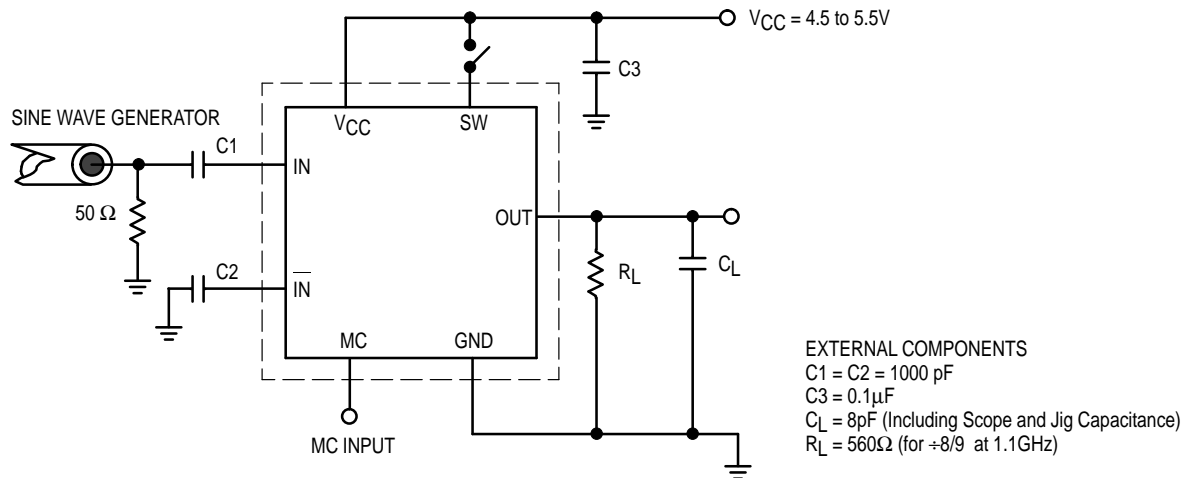 VCC = 4.5 to 5.5V
C3
SINE WAVE GENERATOR
VCC
SW
C1
IN
50 Ω
OUT
C2
IN
RL
CL
MC
GND
MC INPUT
EXTERNAL COMPONENTS
C1 = C2 = 1000 pF
C3 = 0.1μF
CL = 8pF (Including Scope and Jig Capacitance)
RL = 560Ω (for ÷8/9 at 1.1GHz)